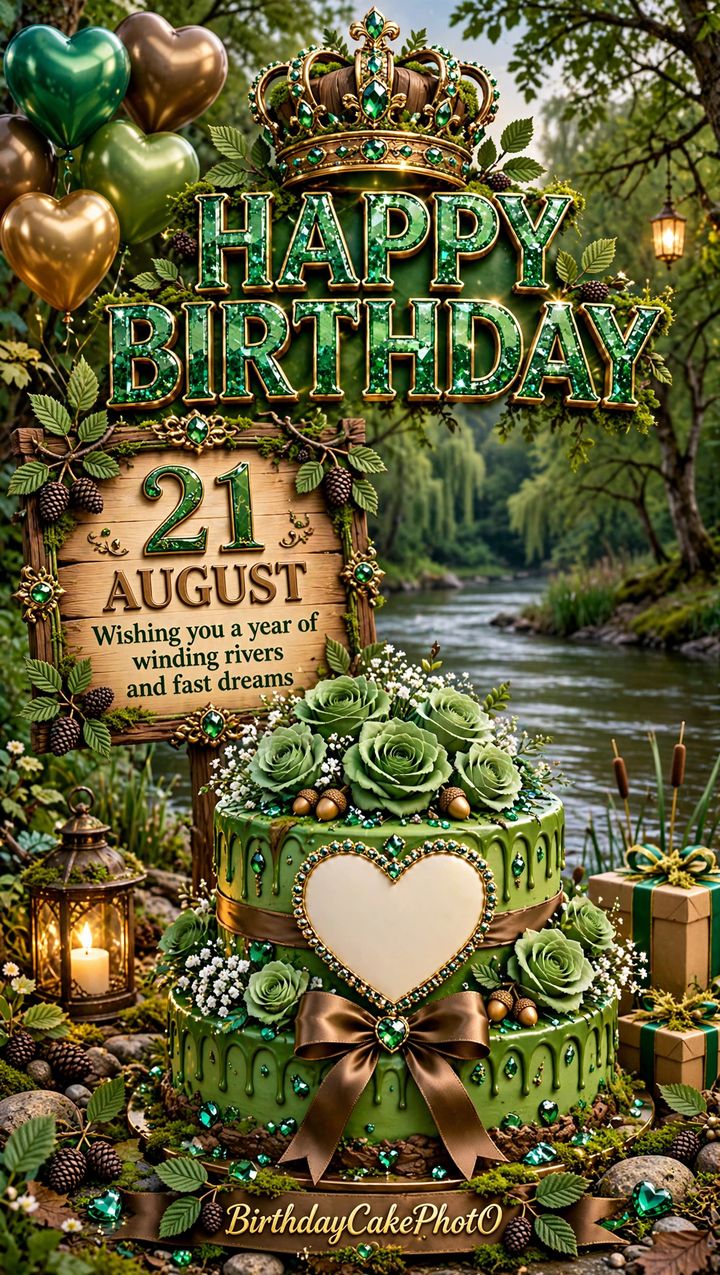 HAPPY
BIRTHDAY
21
AUGUST
Wishing you a year of
winding rivers
and fast dreams
BirthdayCakePhotO